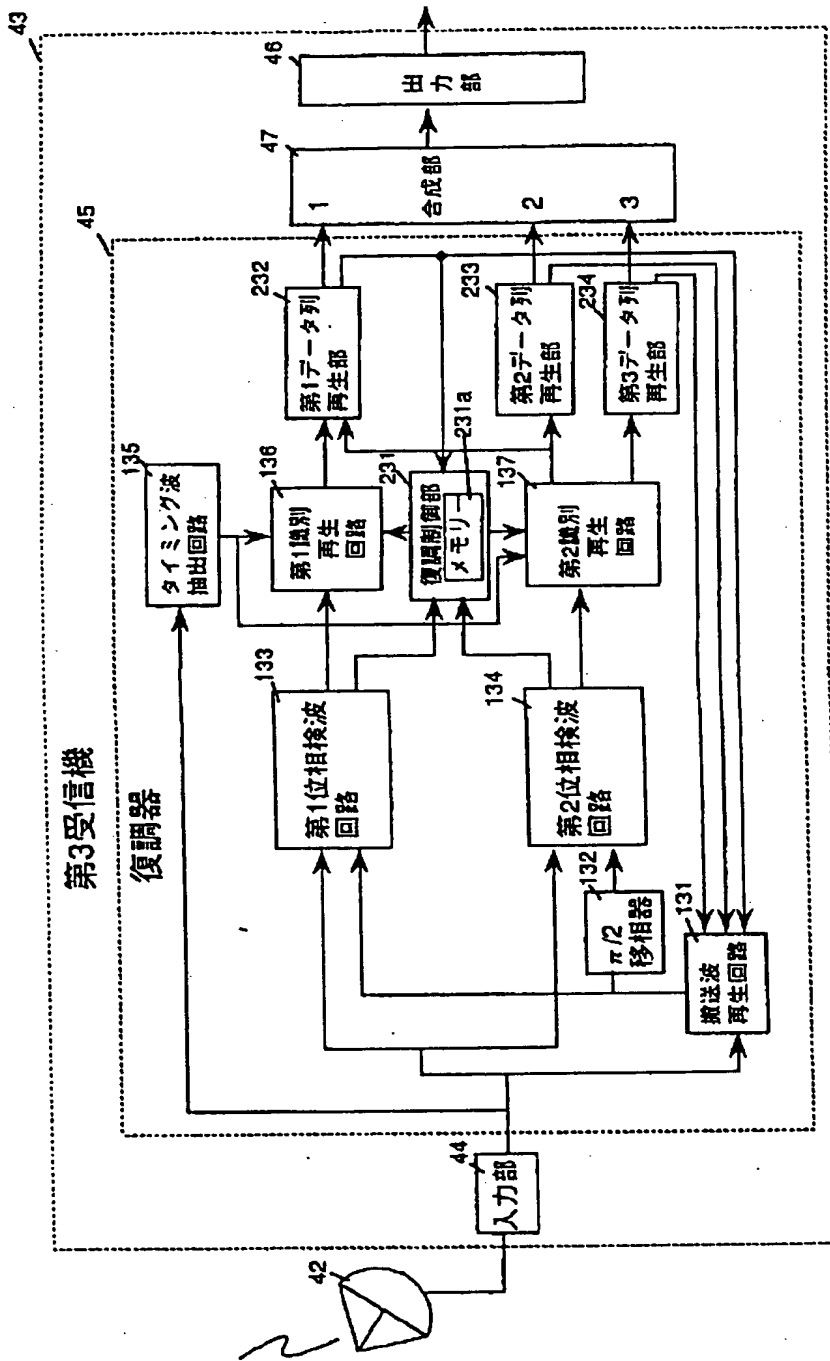 43
第3受信機
45
復調器
42
44
入力部
135
タイミング波
抽出回路
133
第1位相検波
回路
136
第1識別
再生
回路
232
第1データ列
再生部
231
復調制御部
メモリー
231a
134
第2位相検波
回路
137
第2識別
再生
回路
233
第2データ列
再生部
234
第3データ列
再生部
132
π/2
移相器
131
搬送波
再生回路
47
1
合成部
2
3
46
出力部